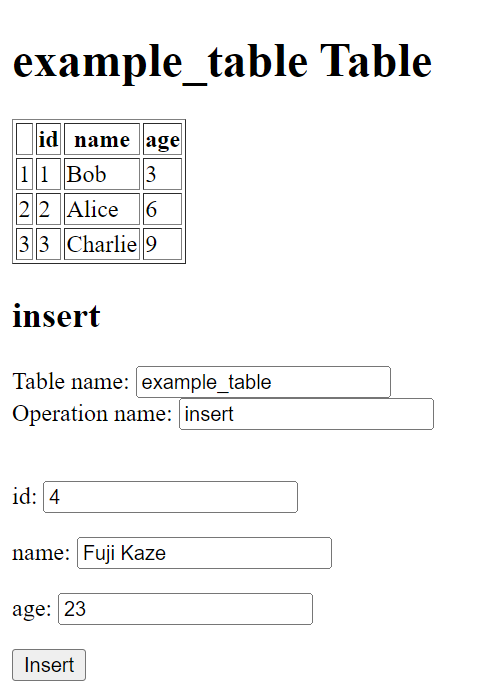 example_table Table
id name age
1 1 Bob 3
2 2 Alice 6
3 3 Charlie 9
insert
Table name: example_table
Operation name: insert
id: 4
name: Fuji Kaze
age: 23
Insert